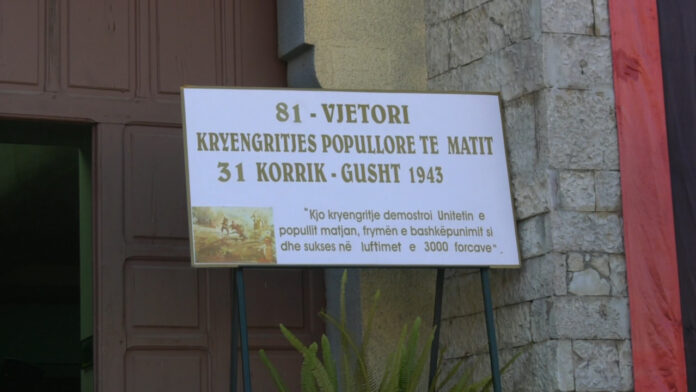 81 - VJETORI
KRYENGRITJES POPULLORE TE MATIT
31 KORRIK - GUSHT 1943
"Kjo kryengritje demostroi Unitetin e
popullit matjan, frymën e bashkëpunimit si
dhe sukses në luftimet e 3000 forcave".